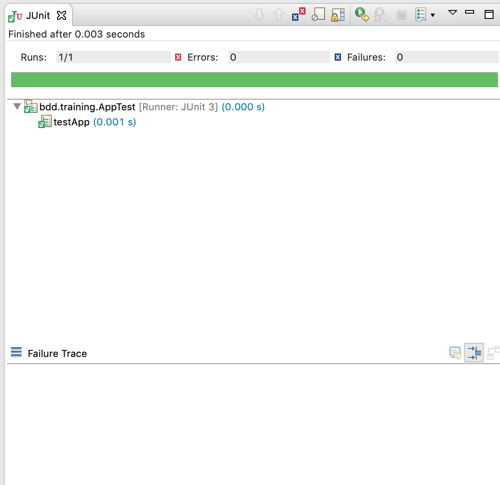 JUnit
Finished after 0.003 seconds
Runs: 1/1 Errors: 0 Failures: 0
bdd.training.AppTest [Runner: JUnit 3] (0.000 s)
testApp (0.001 s)
Failure Trace